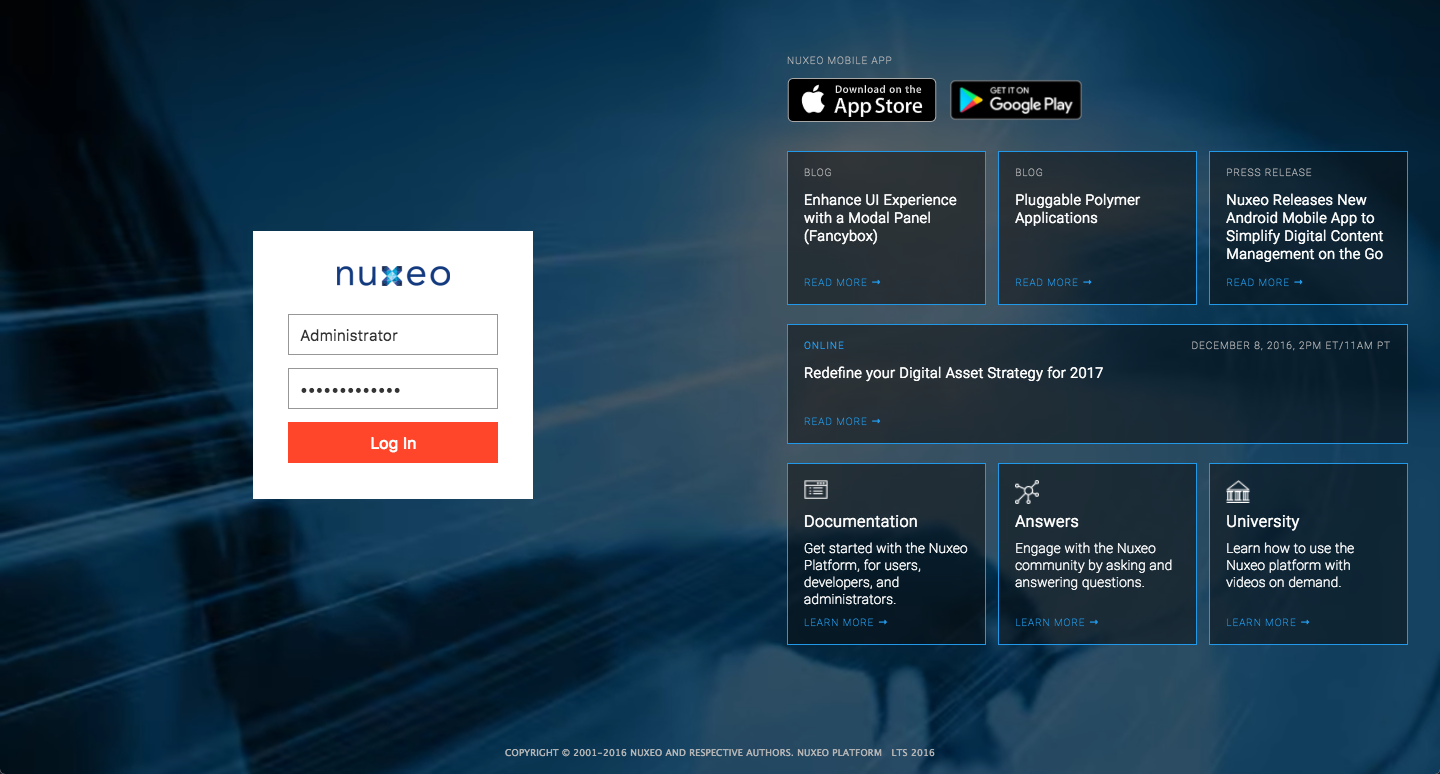 nuxeo
Administrator
•••••••••••••
Log In
NUXEO MOBILE APP
Download on the
App Store
GET IT ON
Google Play
BLOG
Enhance UI Experience
with a Modal Panel
(Fancybox)
READ MORE →
BLOG
Pluggable Polymer
Applications
READ MORE →
PRESS RELEASE
Nuxeo Releases New
Android Mobile App to
Simplify Digital Content
Management on the Go
READ MORE →
ONLINE
DECEMBER 8, 2016, 2PM ET/11AM PT
Redefine your Digital Asset Strategy for 2017
READ MORE →
Documentation
Get started with the Nuxeo
Platform, for users,
developers, and
administrators.
LEARN MORE →
Answers
Engage with the Nuxeo
community by asking and
answering questions.
LEARN MORE →
University
Learn how to use the
Nuxeo platform with
videos on demand.
LEARN MORE →
COPYRIGHT © 2001-2016 NUXEO AND RESPECTIVE AUTHORS. NUXEO PLATFORM LTS 2016